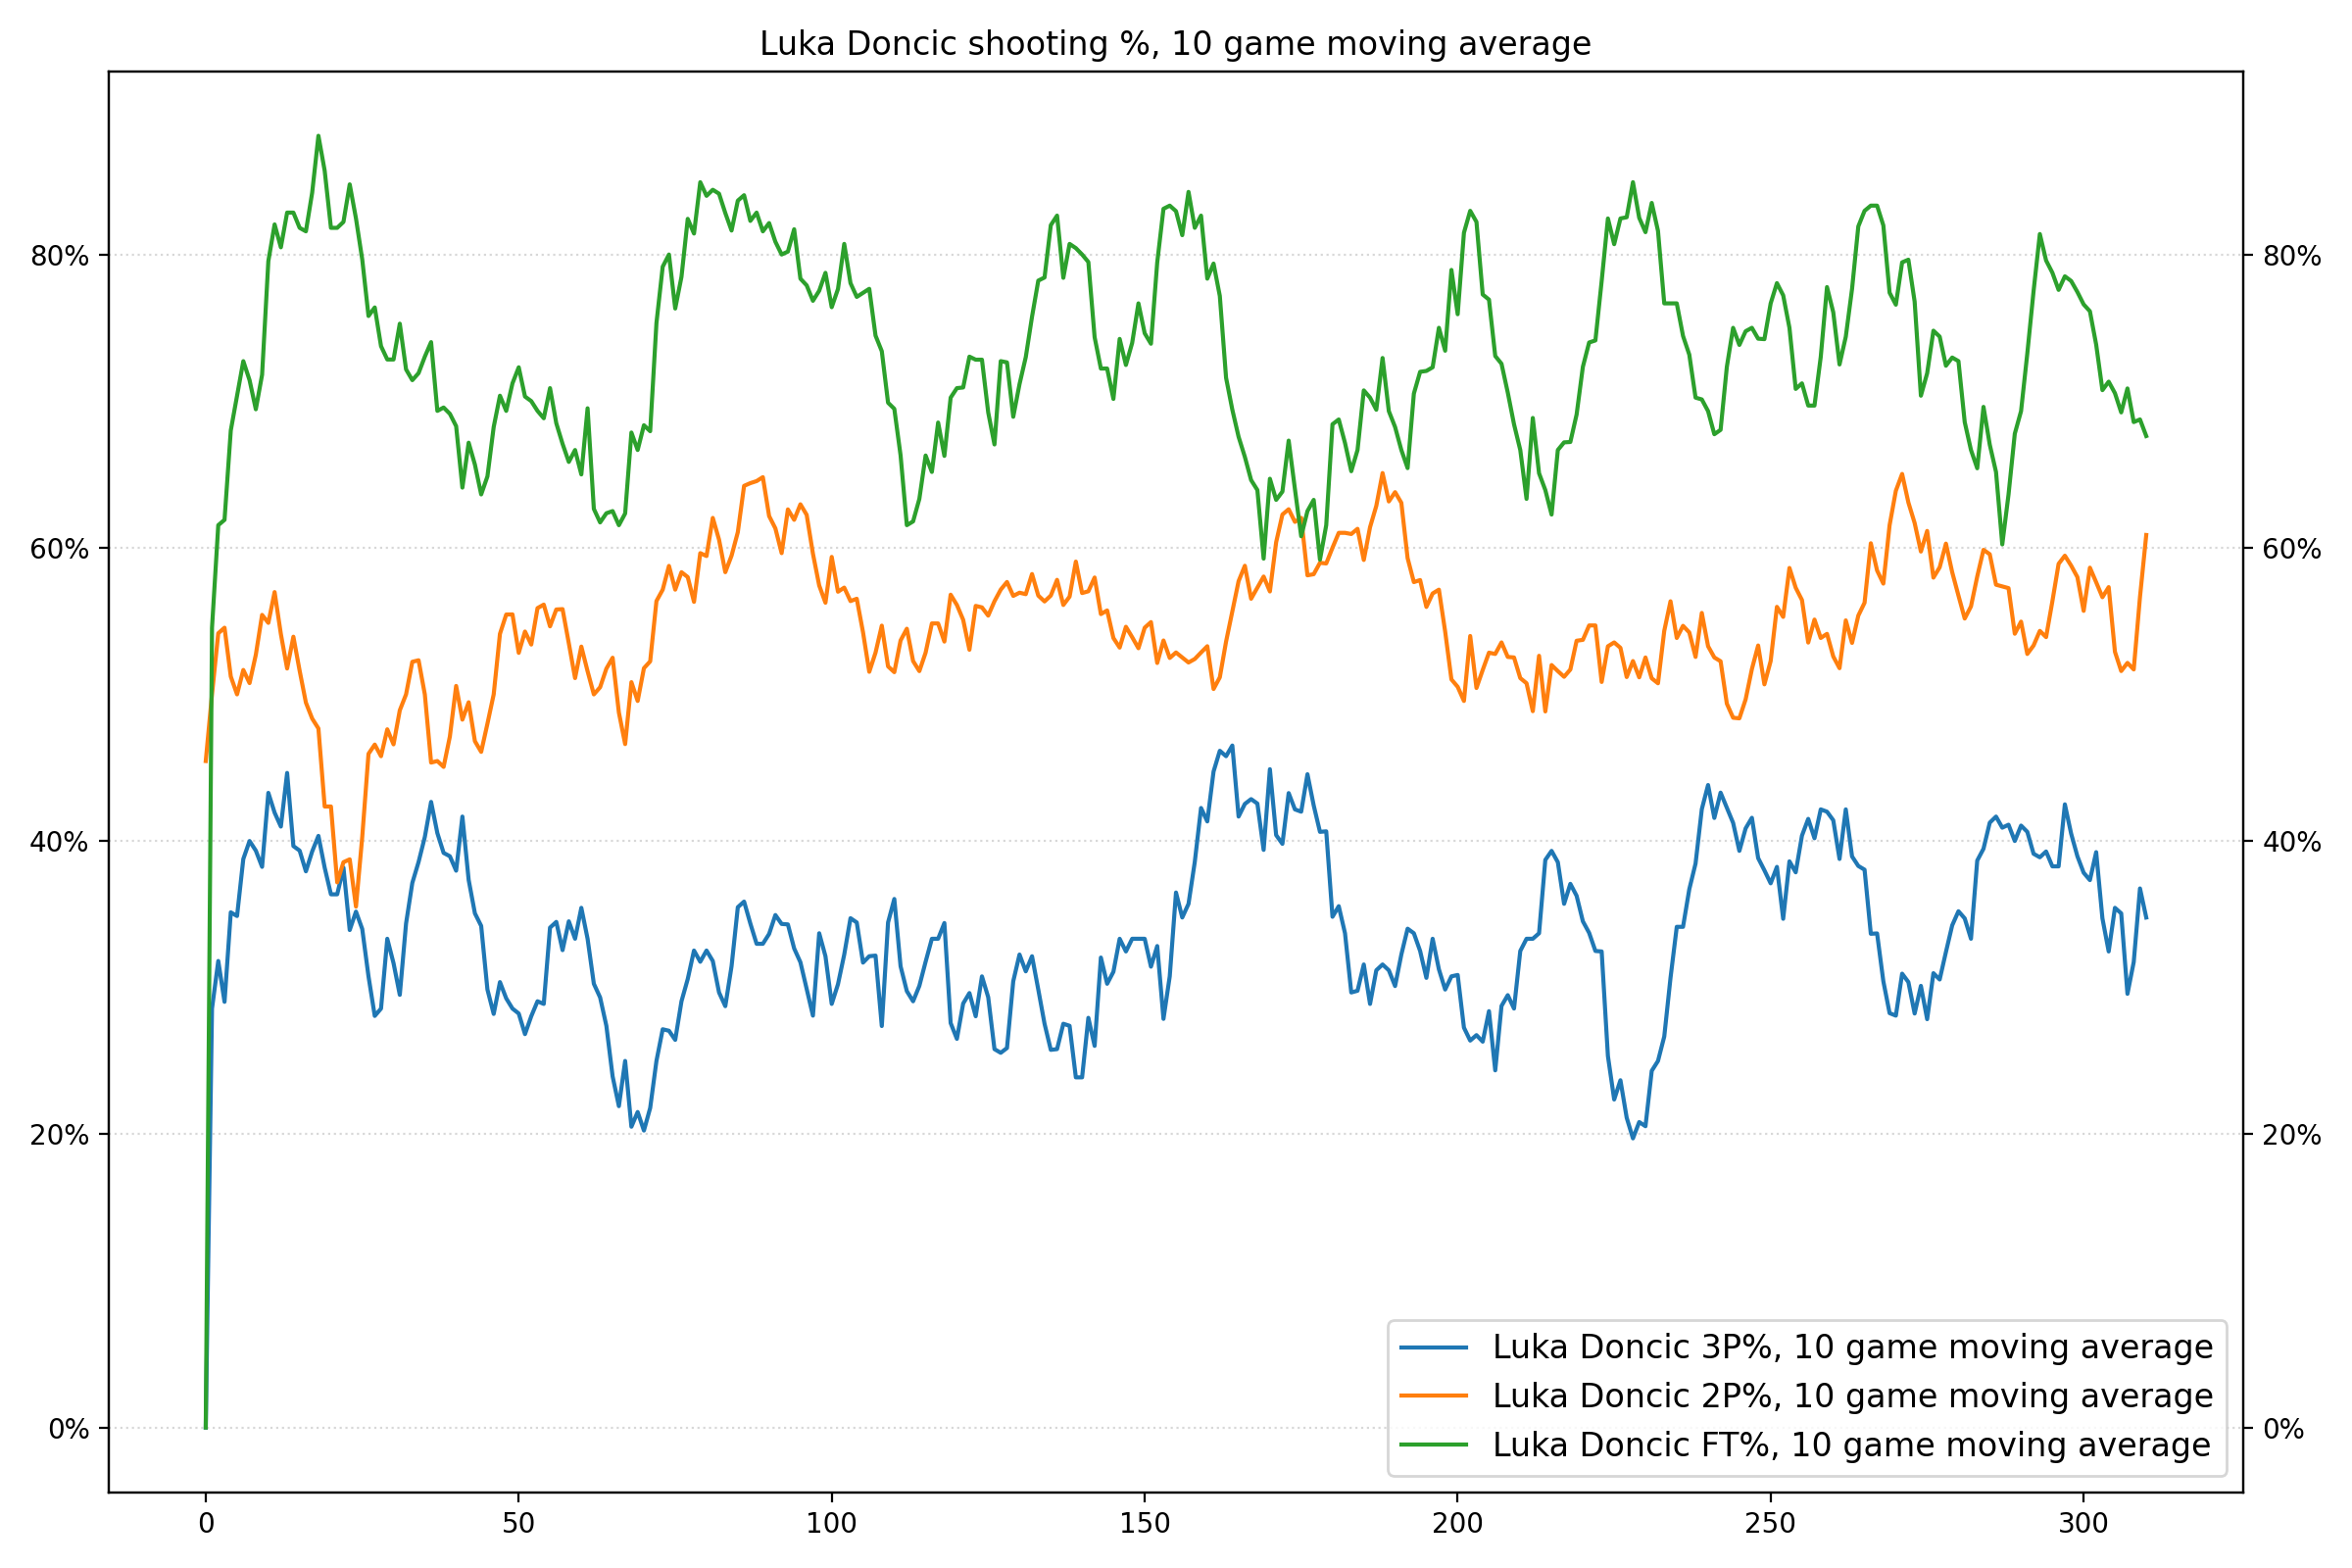 Luka Doncic shooting %, 10 game moving average
80% 80%
60% 60%
40% 40%
20% 20%
0% 0%
Luka Doncic 3P%, 10 game moving average
Luka Doncic 2P%, 10 game moving average
Luka Doncic FT%, 10 game moving average
0 50 100 150 200 250 300